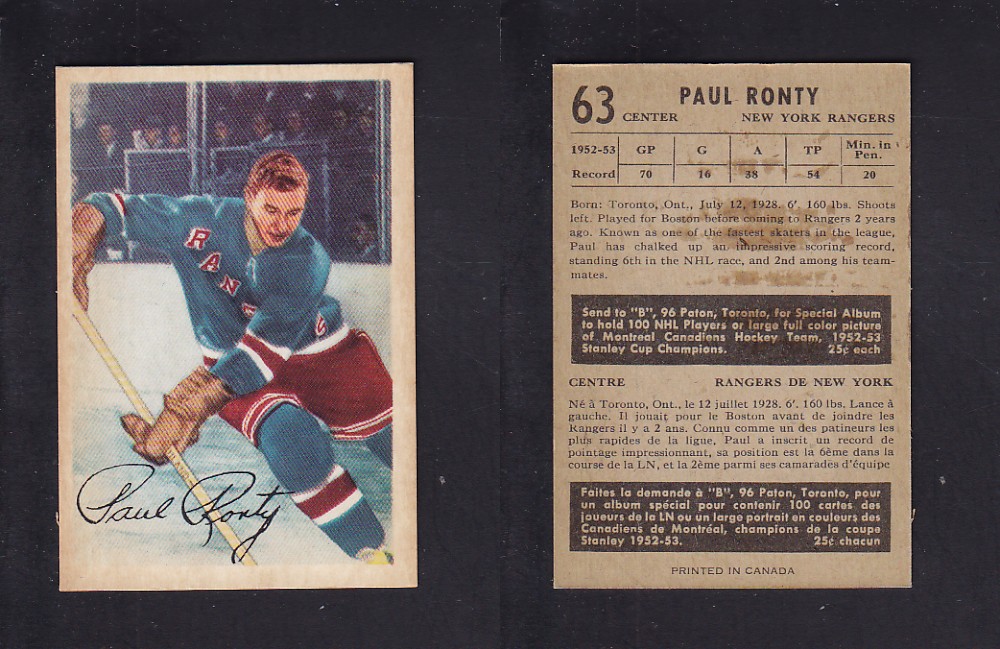 RANG
Paul Ronty
63
PAUL RONTY
CENTER NEW YORK RANGERS
1952-53 GP G A TP Min. in Pen.
Record 70 16 38 54 20
Born: Toronto, Ont., July 12, 1928. 6'. 160 lbs. Shoots
left. Played for Boston before coming to Rangers 2 years
ago. Known as one of the fastest skaters in the league,
Paul has chalked up an impressive scoring record,
standing 6th in the NHL race, and 2nd among his team-
mates.
Send to "B", 96 Paton, Toronto, for Special Album
to hold 100 NHL Players or large full color picture
of Montreal Canadiens Hockey Team, 1952-53
Stanley Cup Champions. 25¢ each
CENTRE RANGERS DE NEW YORK
Né à Toronto, Ont., le 12 juillet 1928. 6'. 160 lbs. Lance à
gauche. Il jouait pour le Boston avant de joindre les
Rangers il y a 2 ans. Connu comme un des patineurs les
plus rapides de la ligue, Paul a inscrit un record de
pointage impressionnant, sa position est la 6ème dans la
course de la LN, et la 2ème parmi ses camarades d'équipe
Faites la demande à "B", 96 Paton, Toronto, pour
un album spécial pour contenir 100 cartes des
joueurs de la LN ou un large portrait en couleurs des
Canadiens de Montréal, champions de la coupe
Stanley 1952-53. 25¢ chacun
PRINTED IN CANADA